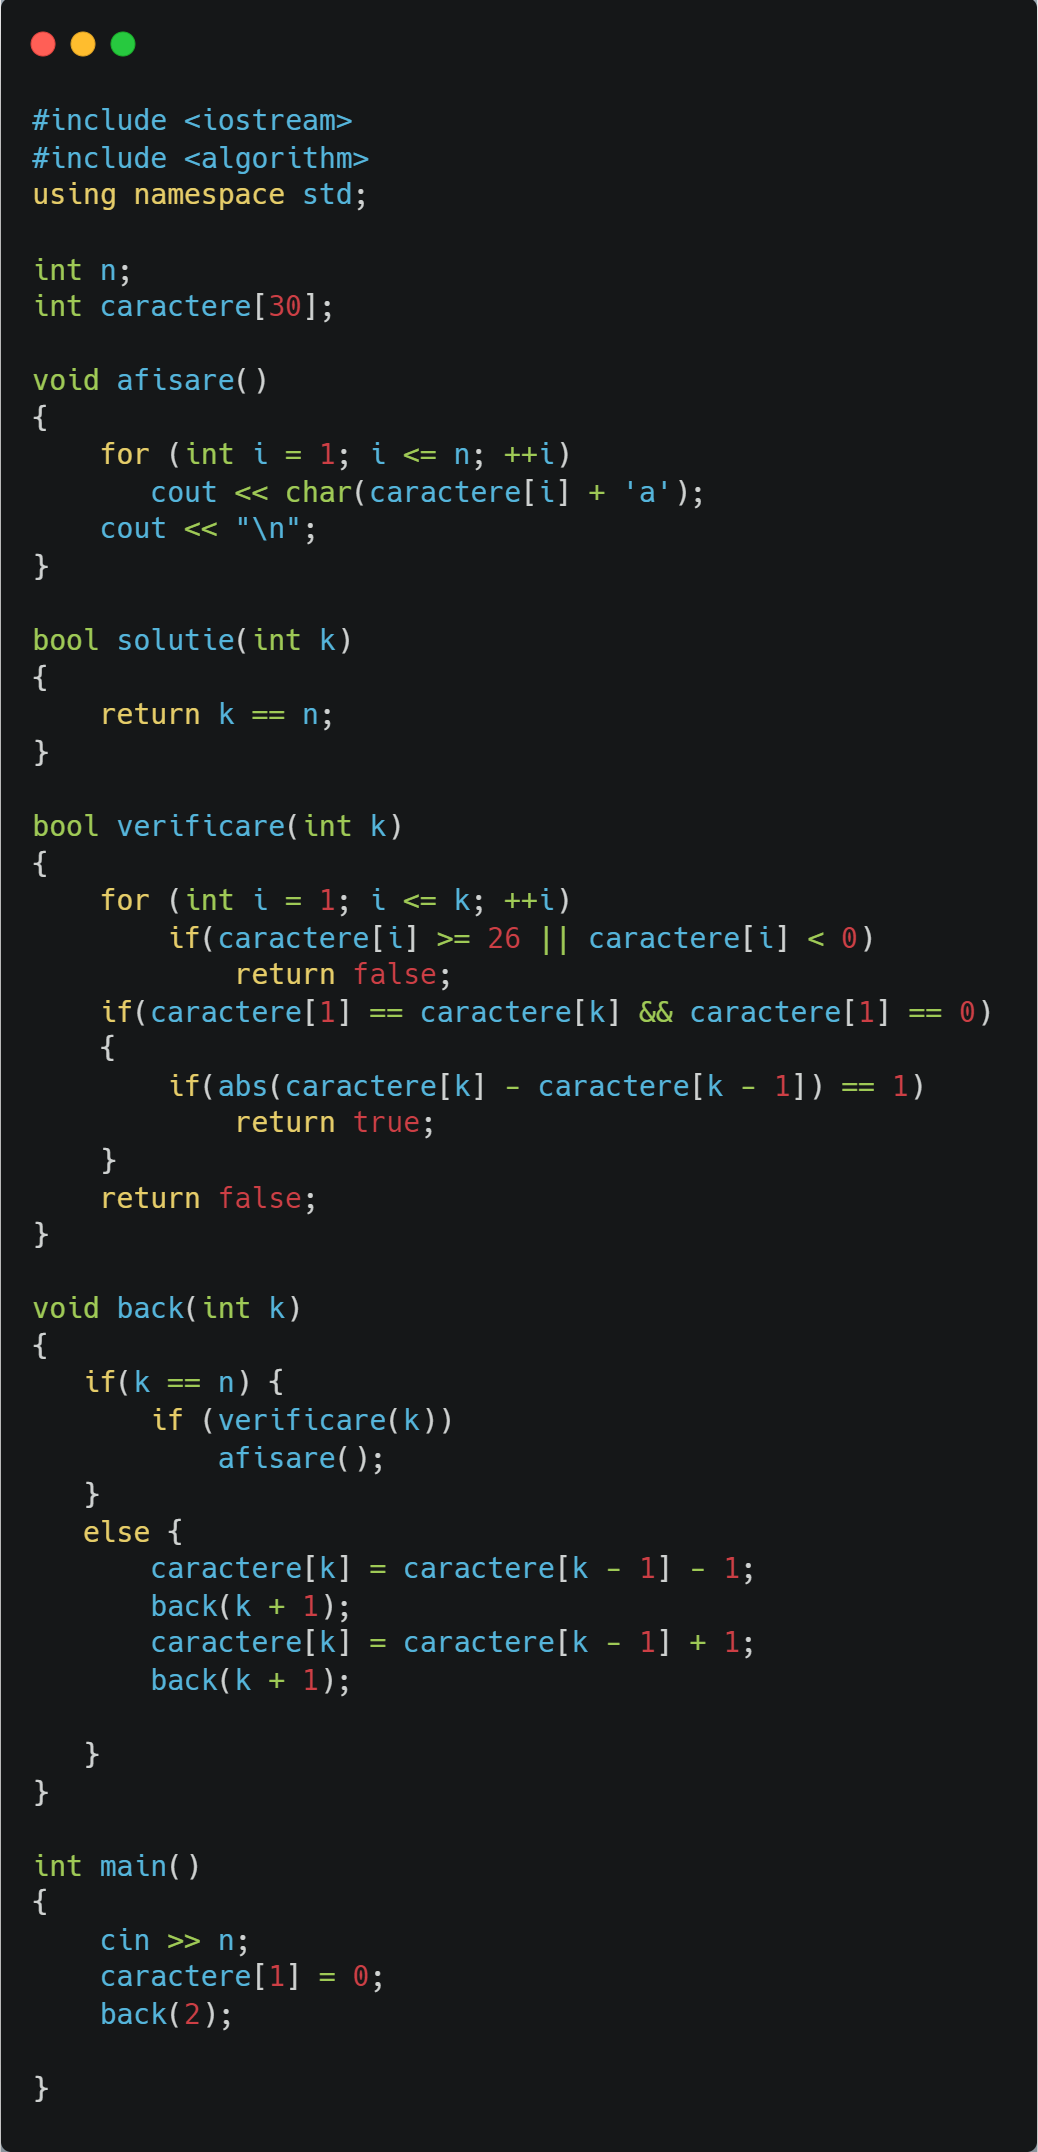 #include <iostream>
#include <algorithm>
using namespace std;

int n;
int caractere[30];

void afisare()
{
    for (int i = 1; i <= n; ++i)
       cout << char(caractere[i] + 'a');
    cout << "\n";
}

bool solutie(int k)
{
    return k == n;
}

bool verificare(int k)
{
    for (int i = 1; i <= k; ++i)
        if(caractere[i] >= 26 || caractere[i] < 0)
            return false;
    if(caractere[1] == caractere[k] && caractere[1] == 0)
    {
        if(abs(caractere[k] - caractere[k - 1]) == 1)
            return true;
    }
    return false;
}

void back(int k)
{
   if(k == n) {
       if (verificare(k))
           afisare();
   }
   else {
       caractere[k] = caractere[k - 1] - 1;
       back(k + 1);
       caractere[k] = caractere[k - 1] + 1;
       back(k + 1);

   }
}

int main()
{
    cin >> n;
    caractere[1] = 0;
    back(2);

}